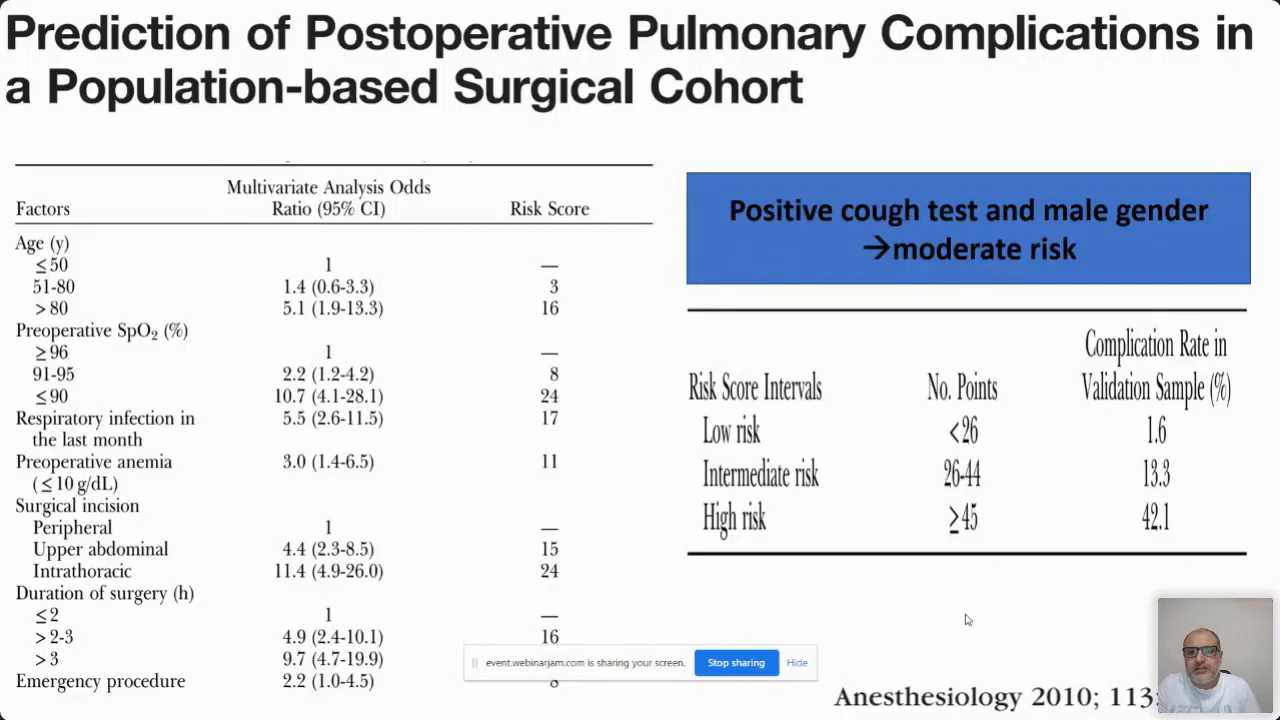 Prediction of Postoperative Pulmonary Complications in
a Population-based Surgical Cohort
Multivariate Analysis Odds
Factors Ratio (95% CI) Risk Score
Age (y)
≤50 1 —
51-80 1.4 (0.6-3.3) 3
>80 5.1 (1.9-13.3) 16
Preoperative SpO₂ (%)
≥96 1 —
91-95 2.2 (1.2-4.2) 8
≤90 10.7 (4.1-28.1) 24
Respiratory infection in 5.5 (2.6-11.5) 17
the last month
Preoperative anemia 3.0 (1.4-6.5) 11
(≤10 g/dL)
Surgical incision
Peripheral 1 —
Upper abdominal 4.4 (2.3-8.5) 15
Intrathoracic 11.4 (4.9-26.0) 24
Duration of surgery (h)
≤2 1 —
>2-3 4.9 (2.4-10.1) 16
>3 9.7 (4.7-19.9)
Emergency procedure 2.2 (1.0-4.5)
Positive cough test and male gender
→moderate risk
Complication Rate in
Risk Score Intervals No. Points Validation Sample (%)
Low risk <26 1.6
Intermediate risk 26-44 13.3
High risk ≥45 42.1
event.webinarjam.com is sharing your screen. Stop sharing Hide
Anesthesiology 2010; 113: